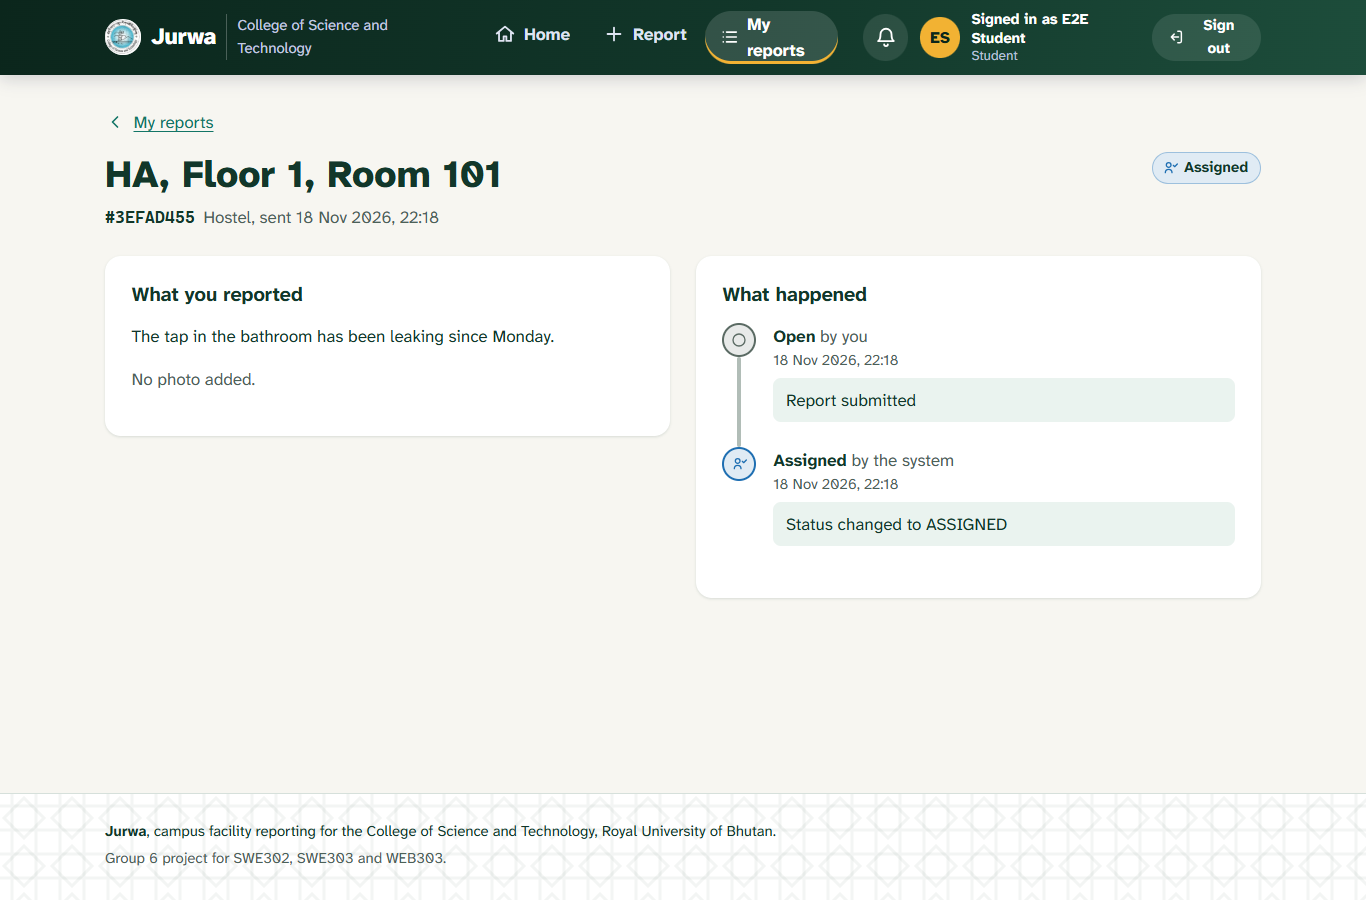 Jurwa
College of Science and
Technology
Home
Report
My
reports
ES
Signed in as E2E
Student
Student
Sign
out
My reports
HA, Floor 1, Room 101
Assigned
#3EFAD455 Hostel, sent 18 Nov 2026, 22:18
What you reported
The tap in the bathroom has been leaking since Monday.
No photo added.
What happened
Open by you
18 Nov 2026, 22:18
Report submitted
Assigned by the system
18 Nov 2026, 22:18
Status changed to ASSIGNED
Jurwa, campus facility reporting for the College of Science and Technology, Royal University of Bhutan.
Group 6 project for SWE302, SWE303 and WEB303.